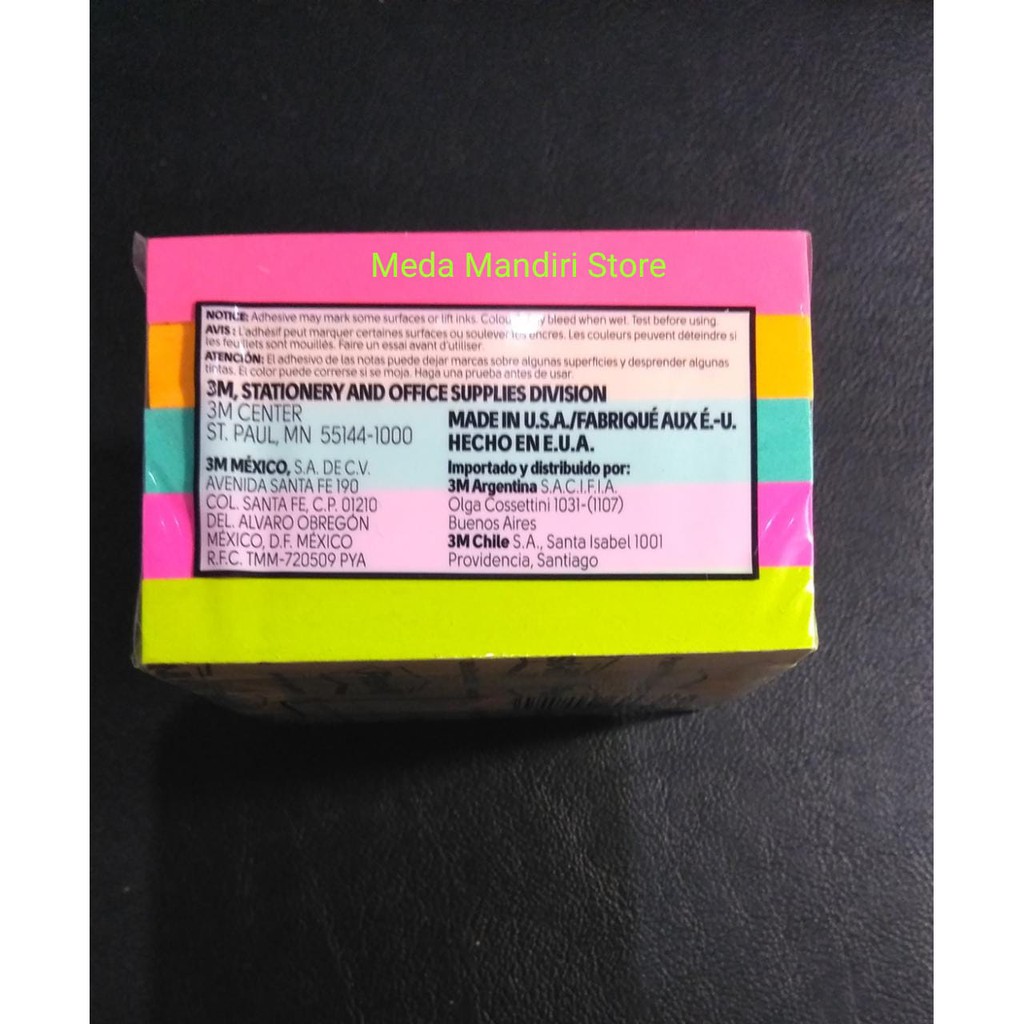 Meda Mandiri Store
NOTICE: Adhesive may mark some surfaces or lift inks. bleed when wet. Test before using.
AVIS : L'adhésif peut marquer certaines surfaces ou soulever les encres. Les couleurs peuvent déteindre si
les feuillets sont mouillés. Faire un essai avant d'utiliser.
ATENCIÓN: El adhesivo de las notas puede dejar marcas sobre algunas superficies y desprender algunas
tintas. El color puede correrse si se moja. Haga una prueba antes de usar.
3M, STATIONERY AND OFFICE SUPPLIES DIVISION
3M CENTER
ST. PAUL, MN 55144-1000
MADE IN U.S.A./FABRIQUÉ AUX É.-U.
HECHO EN E.U.A.
3M MÉXICO, S.A. DE C.V.
AVENIDA SANTA FE 190
COL. SANTA FE, C.P. 01210
DEL. ALVARO OBREGÓN
MÉXICO, D.F. MÉXICO
R.F.C. TMM-720509 PYA
Importado y distribuido por:
3M Argentina S.A.C.I.F.I.A.
Olga Cossettini 1031-(1107)
Buenos Aires
3M Chile S.A., Santa Isabel 1001
Providencia, Santiago